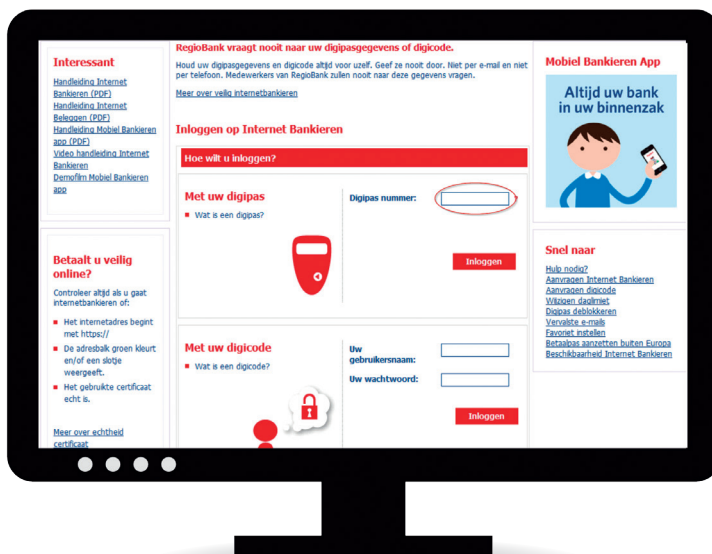 Interessant
Handleiding Internet
Bankieren (PDF)
Handleiding Internet
Beleggen (PDF)
Handleiding Mobiel Bankieren
app (PDF)
Video handleiding Internet
Bankieren
Demofilm Mobiel Bankieren
app
Betaalt u veilig
online?
Controleer altijd als u gaat
internetbankieren of:
Het internetadres begint
met https://
De adresbalk groen kleurt
en/of een slotje
weergeeft.
Het gebruikte certificaat
echt is.
Meer over echtheid
certificaat
RegioBank vraagt nooit naar uw digipasgegevens of digicode.
Houd uw digipasgegevens en digicode altijd voor uzelf. Geef ze nooit door. Niet per e-mail en niet
per telefoon. Medewerkers van RegioBank zullen nooit naar deze gegevens vragen.
Meer over veilig internetbankieren
Inloggen op Internet Bankieren
Hoe wilt u inloggen?
Met uw digipas
Wat is een digipas?
Digipas nummer:
Inloggen
Met uw digicode
Wat is een digicode?
Uw
gebruikersnaam:
Uw wachtwoord:
Inloggen
Mobiel Bankieren App
Altijd uw bank
in uw binnenzak
Snel naar
Hulp nodig?
Aanvragen Internet Bankieren
Aanvragen digicode
Wijzigen daglimiet
Digipas deblokkeren
Vervalste e-mails
Favoriet instellen
Betaalpas aanzetten buiten Europa
Beschikbaarheid Internet Bankieren